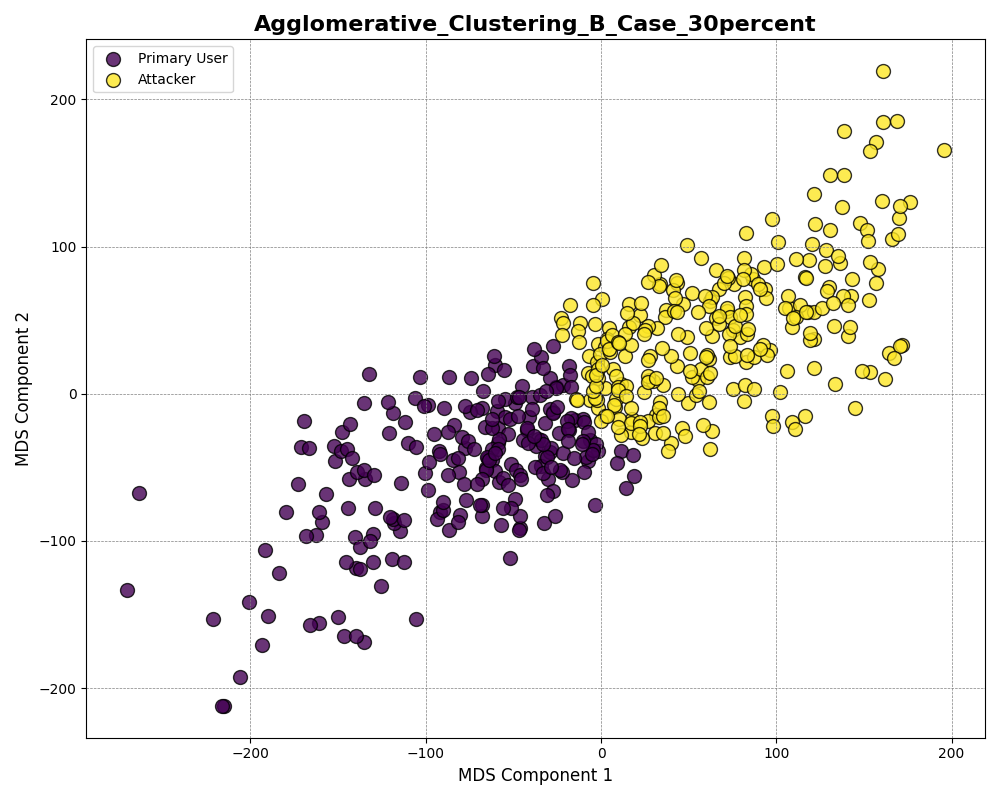 Agglomerative_Clustering_B_Case_30percent
Primary User
Attacker
200
100
0
−100
−200
MDS Component 2
−200
−100
0
100
200
MDS Component 1